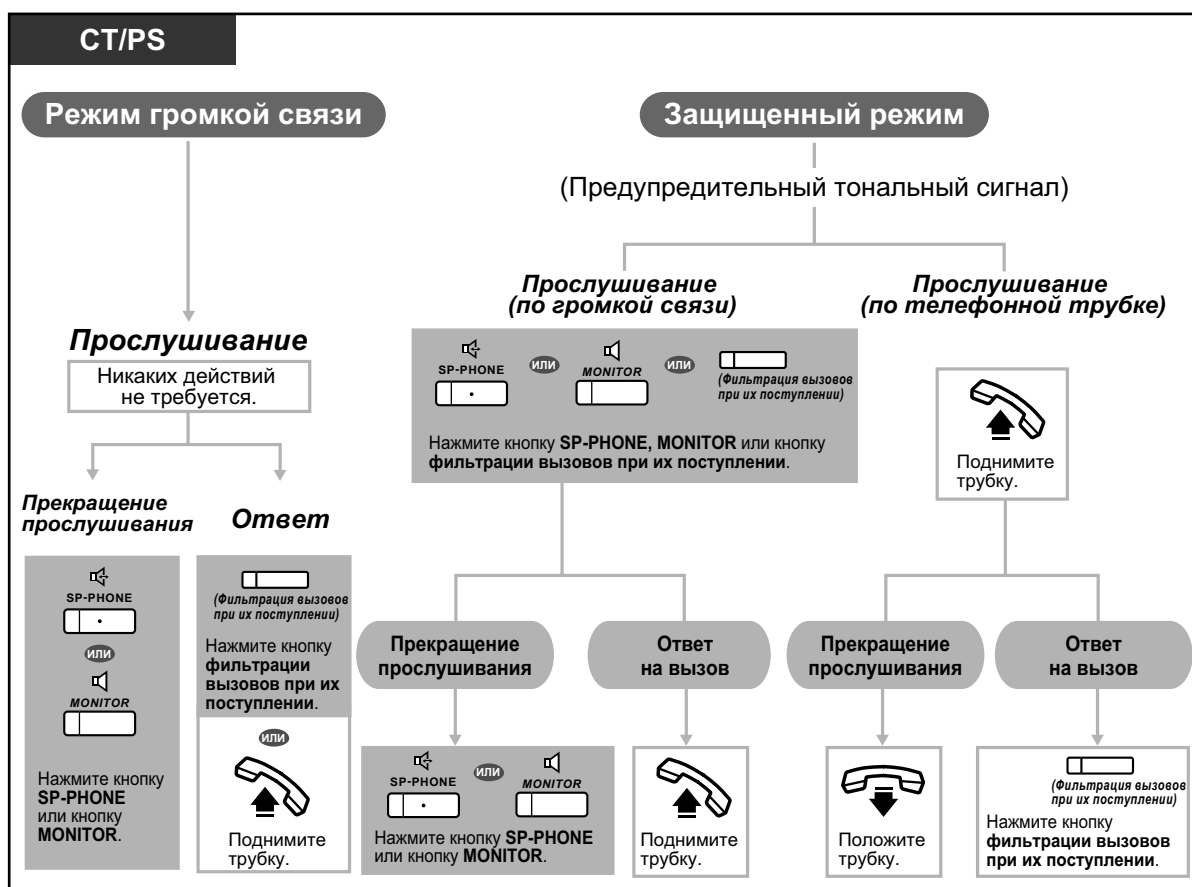 CT/PS
Режим громкой связи
Прослушивание
Никаких действий
не требуется.
Прекращение
прослушивания
SP-PHONE
или
MONITOR
Нажмите кнопку
SP-PHONE
или кнопку
MONITOR.
Ответ
(Фильтрация вызовов
при их поступлении)
Нажмите кнопку
фильтрации
вызовов при их
поступлении.
или
Поднимите
трубку.
Защищенный режим
(Предупредительный тональный сигнал)
Прослушивание
(по громкой связи)
SP-PHONE
или
MONITOR
или
(Фильтрация вызовов
при их поступлении)
Нажмите кнопку SP-PHONE, MONITOR или кнопку
фильтрации вызовов при их поступлении.
Прекращение
прослушивания
SP-PHONE
или
MONITOR
Нажмите кнопку SP-PHONE
или кнопку MONITOR.
Ответ
на вызов
Поднимите
трубку.
Прослушивание
(по телефонной трубке)
Поднимите
трубку.
Прекращение
прослушивания
Положите
трубку.
Ответ
на вызов
(Фильтрация вызовов
при их поступлении)
Нажмите кнопку
фильтрации вызовов
при их поступлении.